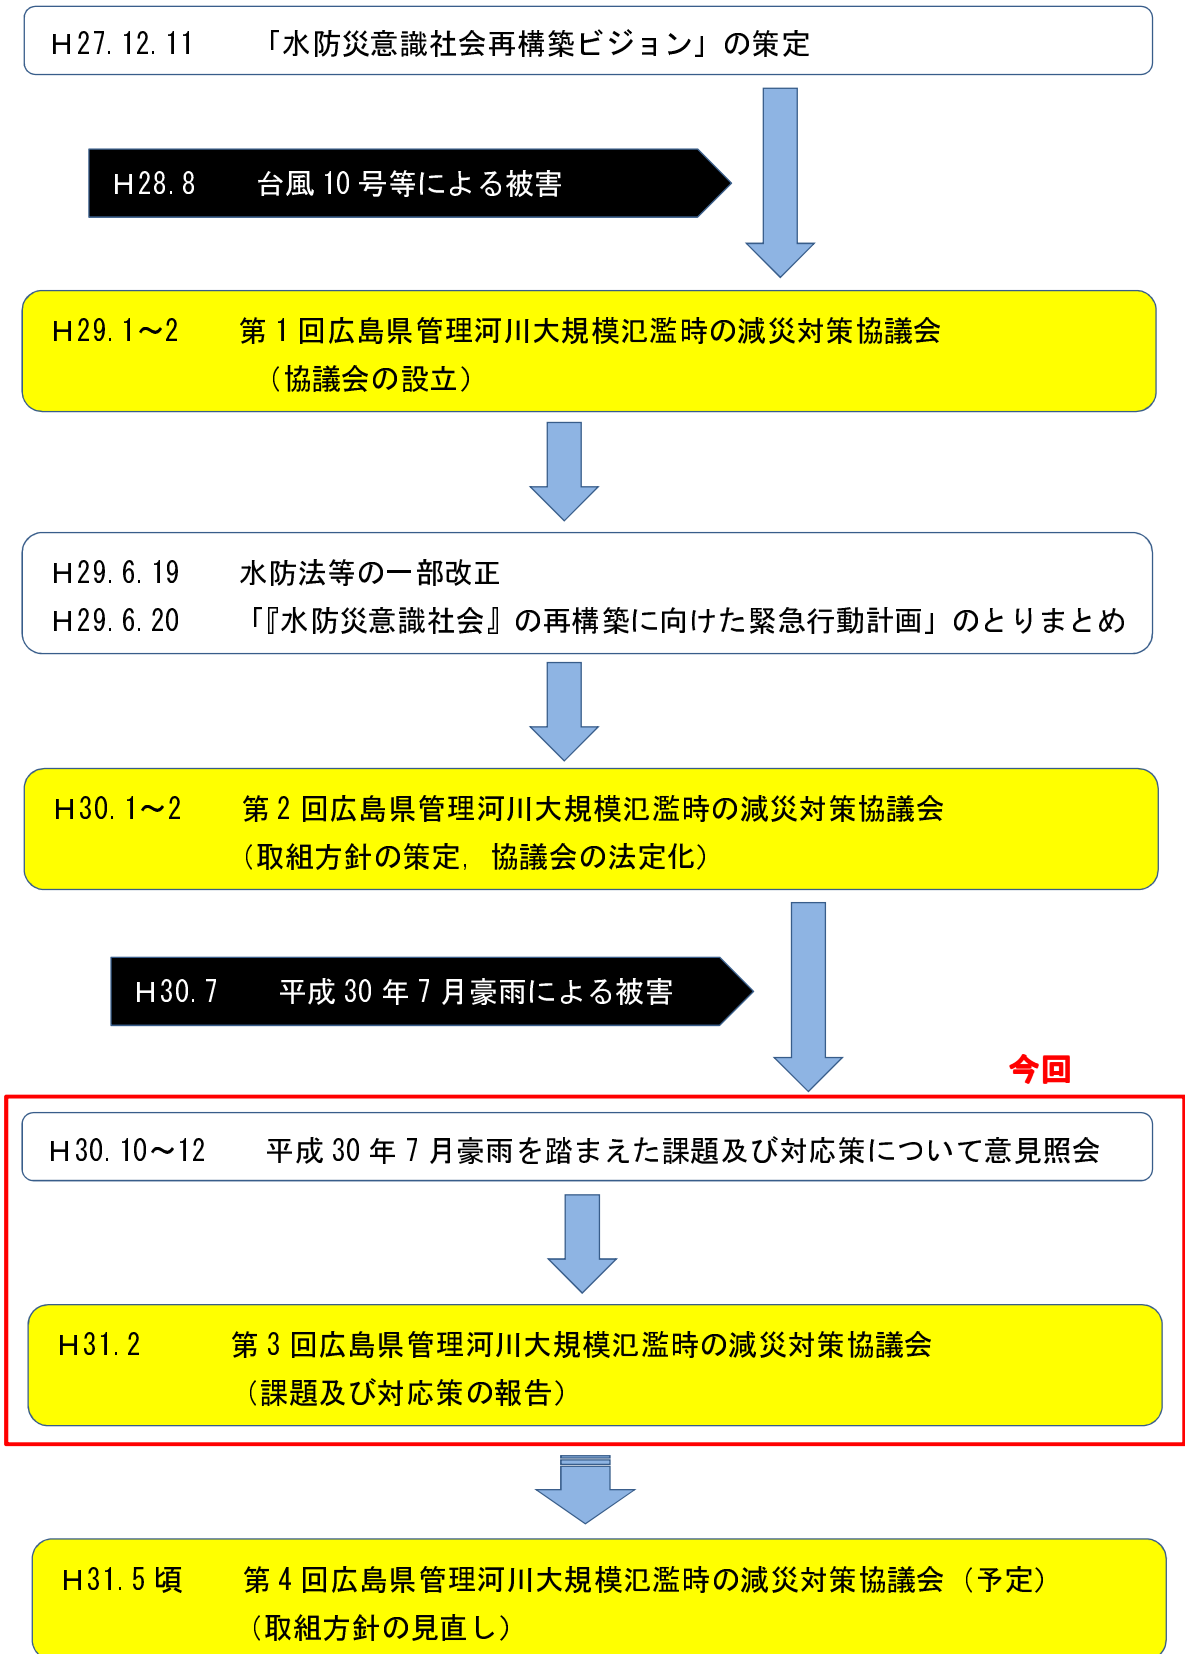 H27.12.11 「水防災意識社会再構築ビジョン」の策定
H28.8 台風10号等による被害
H29.1~2 第1回広島県管理河川大規模氾濫時の減災対策協議会
（協議会の設立）
H29.6.19 水防法等の一部改正
H29.6.20 「『水防災意識社会』の再構築に向けた緊急行動計画」のとりまとめ
H30.1~2 第2回広島県管理河川大規模氾濫時の減災対策協議会
（取組方針の策定，協議会の法定化）
H30.7 平成30年7月豪雨による被害
今回
H30.10~12 平成30年7月豪雨を踏まえた課題及び対応策について意見照会
H31.2 第3回広島県管理河川大規模氾濫時の減災対策協議会
（課題及び対応策の報告）
H31.5頃 第4回広島県管理河川大規模氾濫時の減災対策協議会（予定）
（取組方針の見直し）